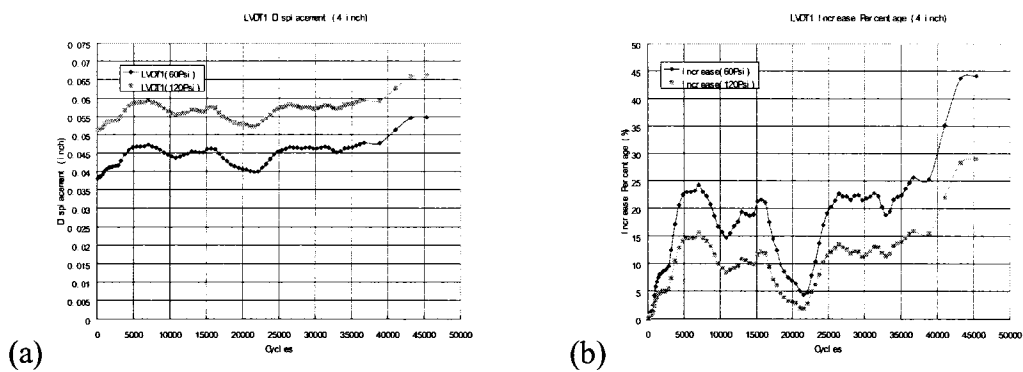 LVDT1 Displacement (4 inch)
0.075
0.07
0.065
0.06
0.055
0.05
0.045
0.04
0.035
0.03
0.025
0.02
0.015
0.01
0.005
0
Displacement (inch)
LVDT1(60Psi)
LVDT1(120Psi)
0 5000 10000 15000 20000 25000 30000 35000 40000 45000 50000
Cycles
(a)
LVDT1 Increase Percentage (4 inch)
50
45
40
35
30
25
20
15
10
5
0
Increase Percentage (%)
Increase(60Psi)
Increase(120Psi)
0 5000 10000 15000 20000 25000 30000 35000 40000 45000 50000
Cycles
(b)